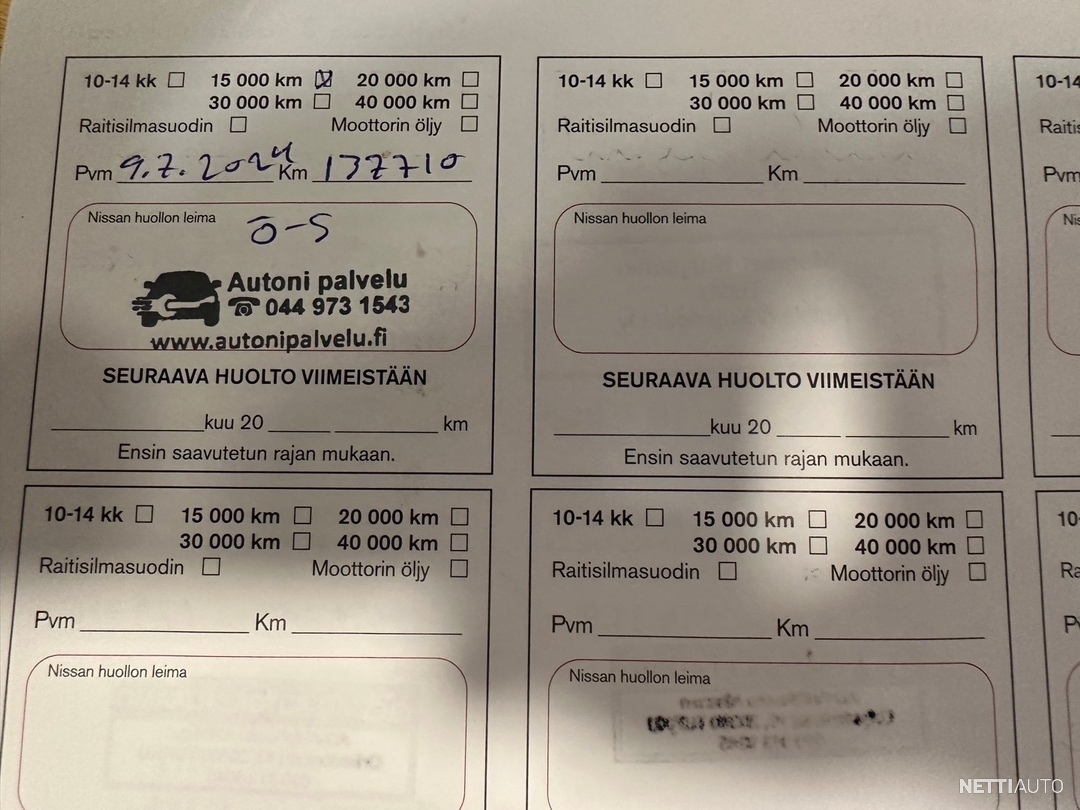 10-14 kk 15 000 km 20 000 km
30 000 km 40 000 km
Raitisilmasuodin Moottorin öljy
Pvm 9.7.2024 Km 137710
Nissan huollon leima
Ö-S
Autoni palvelu
044 973 1543
www.autonipalvelu.fi
SEURAAVA HUOLTO VIIMEISTÄÄN
kuu 20 km
Ensin saavutetun rajan mukaan.
10-14 kk 15 000 km 20 000 km
30 000 km 40 000 km
Raitisilmasuodin Moottorin öljy
Pvm Km
Nissan huollon leima
SEURAAVA HUOLTO VIIMEISTÄÄN
kuu 20 km
Ensin saavutetun rajan mukaan.
10-14 kk 15 000 km 20 000 km
30 000 km 40 000 km
Raitisilmasuodin Moottorin öljy
Pvm Km
Nissan huollon leima
10-14 kk 15 000 km 20 000 km
30 000 km 40 000 km
Raitisilmasuodin Moottorin öljy
Pvm Km
Nissan huollon leima
Pvm
NETTIAUTO